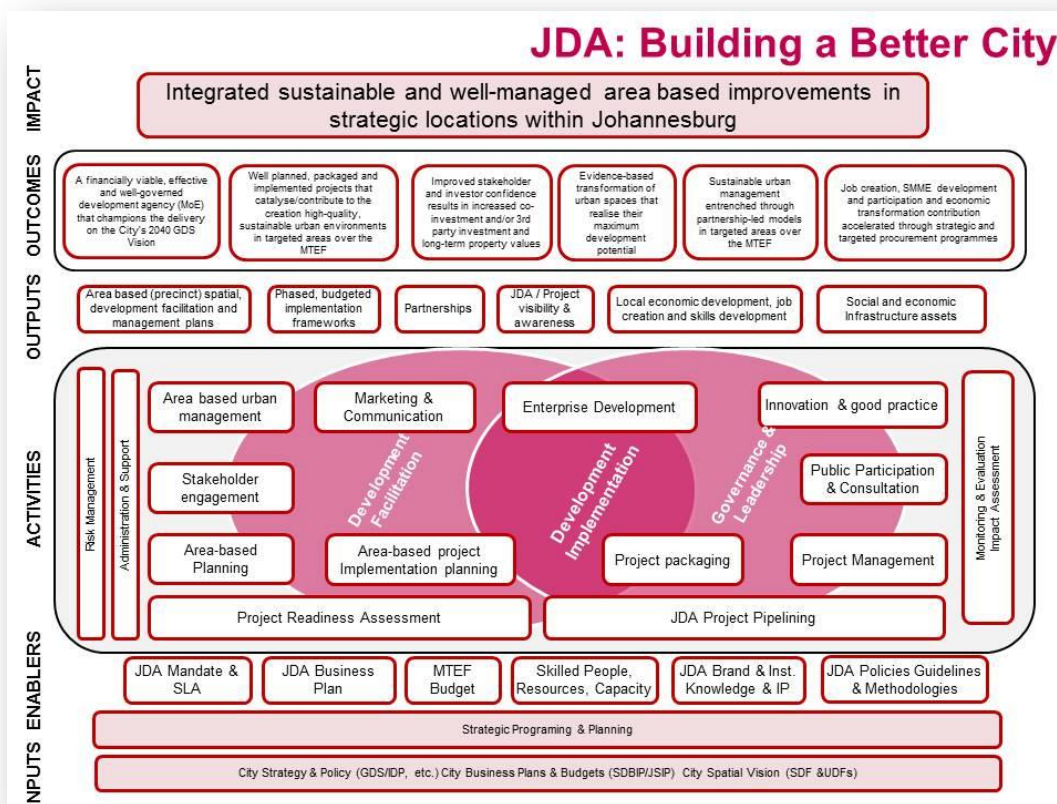 JDA: Building a Better City
IMPACT
Integrated sustainable and well-managed area based improvements in
strategic locations within Johannesburg
OUTCOMES
A financially viable, effective
and well-governed
development agency (MoE)
that champions the delivery
on the City's 2040 GDS
Vision
Well planned, packaged and
implemented projects that
catalyse/contribute to the
creation high-quality,
sustainable urban environments
in targeted areas over the
MTEF
Improved stakeholder
and investor confidence
results in increased co-
investment and/or 3rd
party investment and
long-term property values
Evidence-based
transformation of
urban spaces that
realise their
maximum
development
potential
Sustainable urban
management
entrenched through
partnership-led models
in targeted areas over
the MTEF
Job creation, SMME development
and participation and economic
transformation contribution
accelerated through strategic and
targeted procurement programmes
OUTPUTS
Area based (precinct) spatial,
development facilitation and
management plans
Phased, budgeted
implementation
frameworks
Partnerships
JDA / Project
visibility &
awareness
Local economic development, job
creation and skills development
Social and economic
Infrastructure assets
ACTIVITIES
Risk Management
Administration & Support
Area based urban
management
Marketing &
Communication
Enterprise Development
Innovation & good practice
Stakeholder
engagement
Development
Facilitation
Development
Implementation
Governance &
Leadership
Public Participation
& Consultation
Area-based
Planning
Area-based project
Implementation planning
Project packaging
Project Management
Project Readiness Assessment
JDA Project Pipelining
Monitoring & Evaluation
Impact Assessment
ENABLERS
JDA Mandate &
SLA
JDA Business
Plan
MTEF
Budget
Skilled People,
Resources, Capacity
JDA Brand & Inst.
Knowledge & IP
JDA Policies Guidelines
& Methodologies
Strategic Programing & Planning
NPUTS
City Strategy & Policy (GDS/IDP, etc.) City Business Plans & Budgets (SDBIP/JSIP) City Spatial Vision (SDF &UDFs)